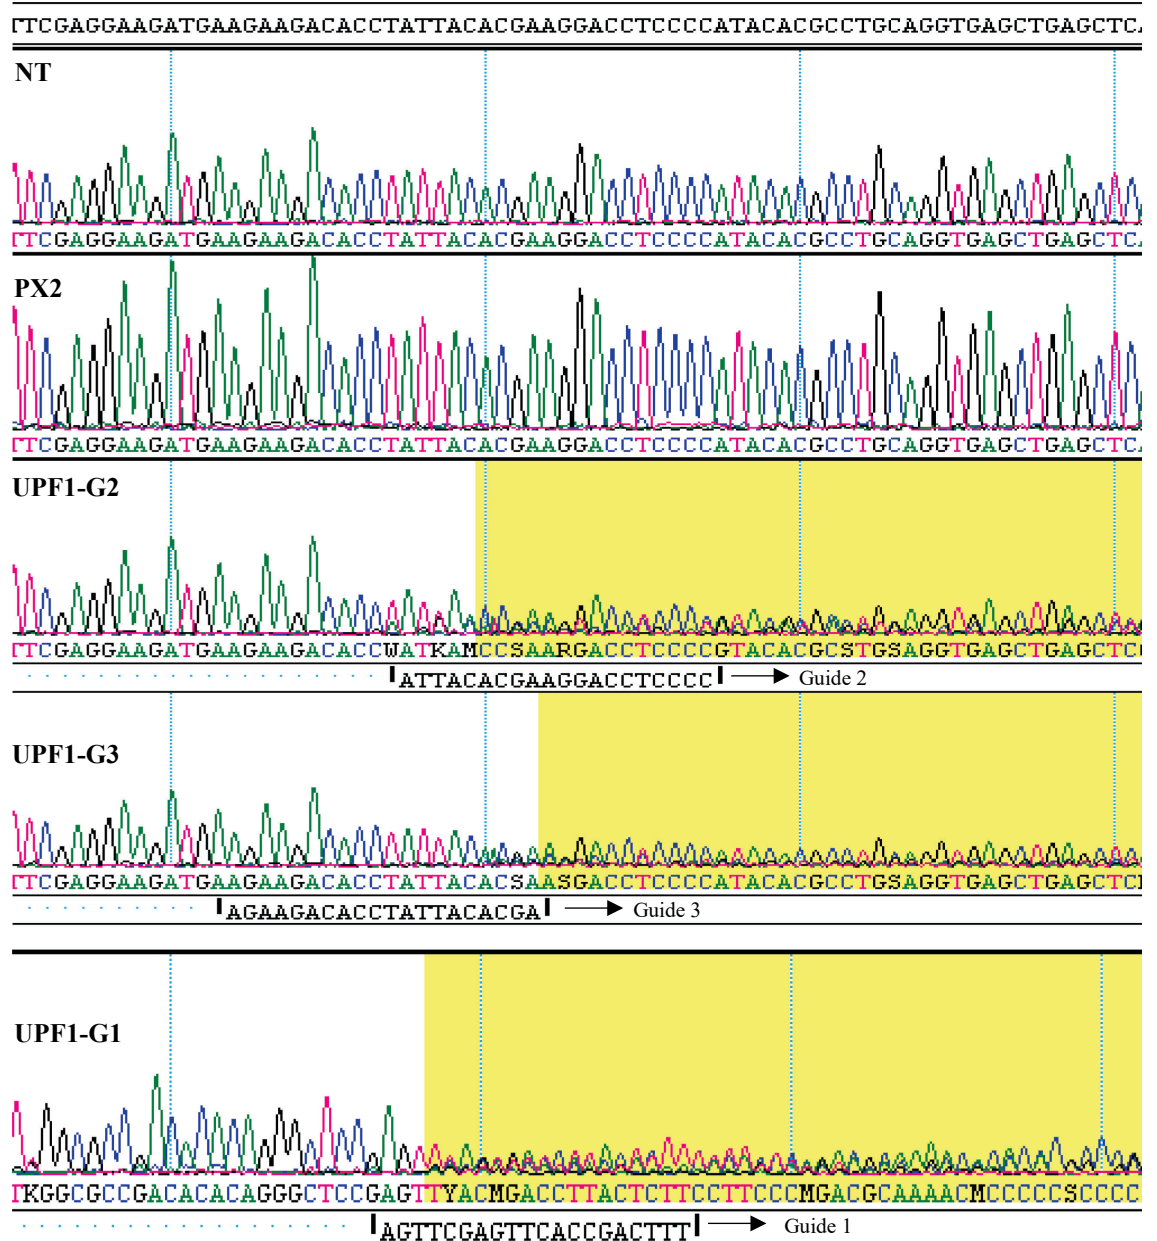 TTCGAGGAAGATGAAGAAGACACCTATTACACGAAGGACCTCCCCATACACGCCTGCAGGTGAGCTGAGCTCA
NT
TTCGAGGAAGATGAAGAAGACACCTATTACACGAAGGACCTCCCCATACACGCCTGCAGGTGAGCTGAGCTCA
PX2
TTCGAGGAAGATGAAGAAGACACCTATTACACGAAGGACCTCCCCATACACGCCTGCAGGTGAGCTGAGCTCA
UPF1-G2
TTCGAGGAAGATGAAGAAGACACCWATKAMCCSAARGACCTCCCCGTACACGCSTGSAGGTGAGCTGAGCTC
ATTACACGAAGGACCTCCCC → Guide 2
UPF1-G3
TTCGAGGAAGATGAAGAAGACACCTATTACACSAASGACCTCCCCATACACGCCTGSAGGTGAGCTGAGCTC
AGAAGACACCTATTACACGA → Guide 3
UPF1-G1
TKGGCGCCGACACACAGGGCTCCGAGTTYACMGACCTTACTCTTCCTTCCCMGACGCAAAACMCCCCCSCCCC
AGTTCGAGTTCACCGACTTT → Guide 1